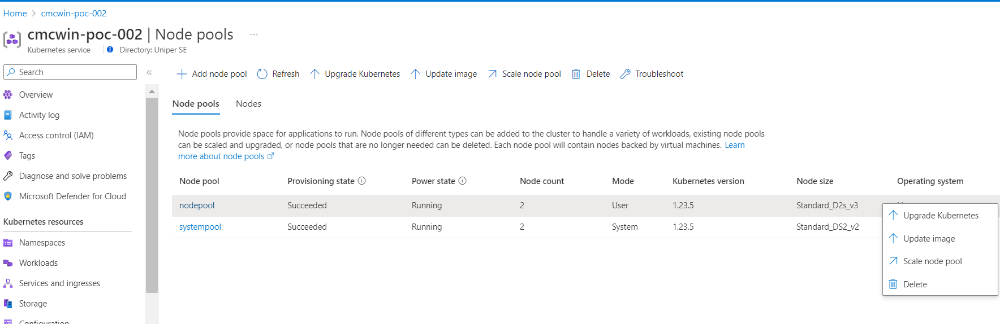 Home > cmcwin-poc-002
cmcwin-poc-002 | Node pools ...
Kubernetes service
Directory: Uniper SE
Search
Overview
Activity log
Access control (IAM)
Tags
Diagnose and solve problems
Microsoft Defender for Cloud
Kubernetes resources
Namespaces
Workloads
Services and ingresses
Storage
Configuration
Add node pool Refresh Upgrade Kubernetes Update image Scale node pool Delete Troubleshoot
Node pools Nodes
Node pools provide space for applications to run. Node pools of different types can be added to the cluster to handle a variety of workloads, existing node pools
can be scaled and upgraded, or node pools that are no longer needed can be deleted. Each node pool will contain nodes backed by virtual machines. Learn
more about node pools
Node pool Provisioning state Power state Node count Mode Kubernetes version Node size Operating system
nodepool Succeeded Running 2 User 1.23.5 Standard_D2s_v3
systempool Succeeded Running 2 System 1.23.5 Standard_DS2_v2
Upgrade Kubernetes
Update image
Scale node pool
Delete